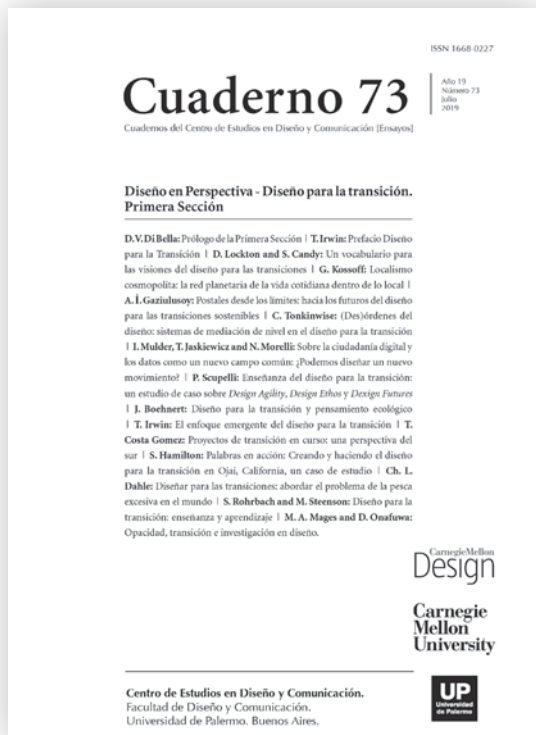 ISSN 1668-0227
Cuaderno 73
Año 19
Número 73
Julio
2019
Cuadernos del Centro de Estudios en Diseño y Comunicación [Ensayos]
Diseño en Perspectiva - Diseño para la transición.
Primera Sección
D.V.Di Bella: Prólogo de la Primera Sección | T. Irwin: Prefacio Diseño
para la Transición | D. Lockton and S. Candy: Un vocabulario para
las visiones del diseño para las transiciones | G. Kossoff: Localismo
cosmopolita: la red planetaria de la vida cotidiana dentro de lo local |
A. İ. Gaziulusoy: Postales desde los límites: hacia los futuros del diseño
para las transiciones sostenibles | C. Tonkinwise: (Des)órdenes del
diseño: sistemas de mediación de nivel en el diseño para la transición
| I. Mulder, T. Jaskiewicz and N. Morelli: Sobre la ciudadanía digital y
los datos como un nuevo campo común: ¿Podemos diseñar un nuevo
movimiento? | P. Scupelli: Enseñanza del diseño para la transición:
un estudio de caso sobre Design Agility, Design Ethos y Dexign Futures
| J. Boehnert: Diseño para la transición y pensamiento ecológico
| T. Irwin: El enfoque emergente del diseño para la transición | T.
Costa Gomez: Proyectos de transición en curso: una perspectiva del
sur | S. Hamilton: Palabras en acción: Creando y haciendo el diseño
para la transición en Ojai, California, un caso de estudio | Ch. L.
Dahle: Diseñar para las transiciones: abordar el problema de la pesca
excesiva en el mundo | S. Rohrbach and M. Steenson: Diseño para la
transición: enseñanza y aprendizaje | M. A. Mages and D. Onafuwa:
Opacidad, transición e investigación en diseño.
CarnegieMellon
Design
Carnegie
Mellon
University
Centro de Estudios en Diseño y Comunicación.
Facultad de Diseño y Comunicación.
Universidad de Palermo. Buenos Aires.
UP
Universidad
de Palermo